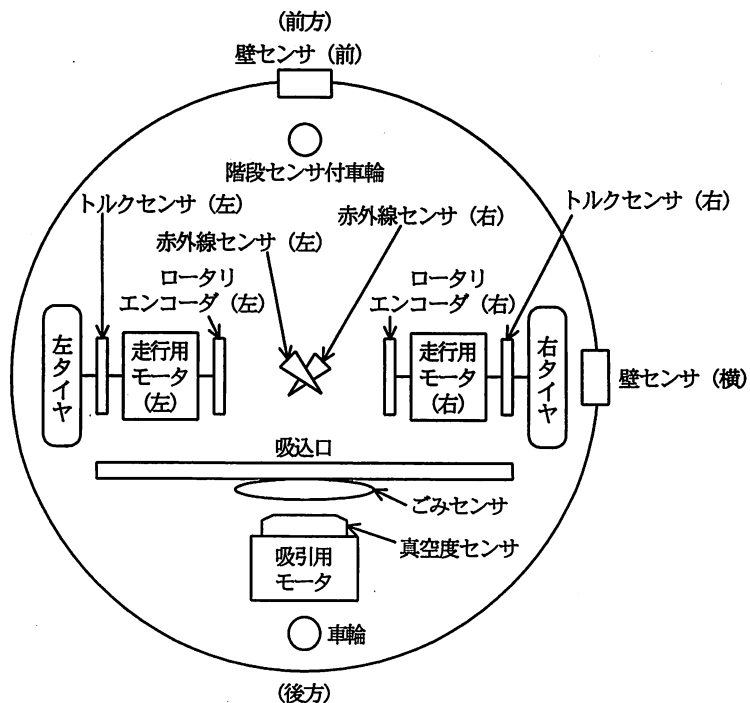 (前方)
壁センサ (前)
階段センサ付車輪
トルクセンサ (左)
トルクセンサ (右)
赤外線センサ (右)
赤外線センサ (左)
ロータリ
エンコーダ (左)
ロータリ
エンコーダ (右)
左タイヤ
走行用
モータ
(左)
走行用
モータ
(右)
右タイヤ
壁センサ (横)
吸込口
ごみセンサ
真空度センサ
吸引用
モータ
車輪
(後方)